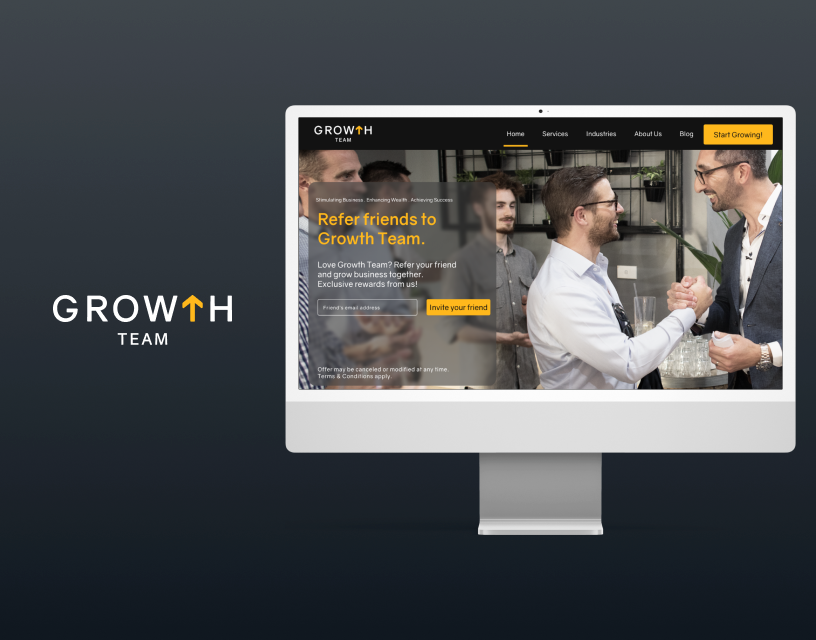 GROWTH
TEAM
GROWTH
TEAM
Home
Services
Industries
About Us
Blog
Start Growing!
Stimulating Business . Enhancing Wealth . Achieving Success
Refer friends to
Growth Team.
Love Growth Team? Refer your friend
and grow business together.
Exclusive rewards from us!
Friend's email address
Invite your friend
Offer may be canceled or modified at any time.
Terms & Conditions apply.